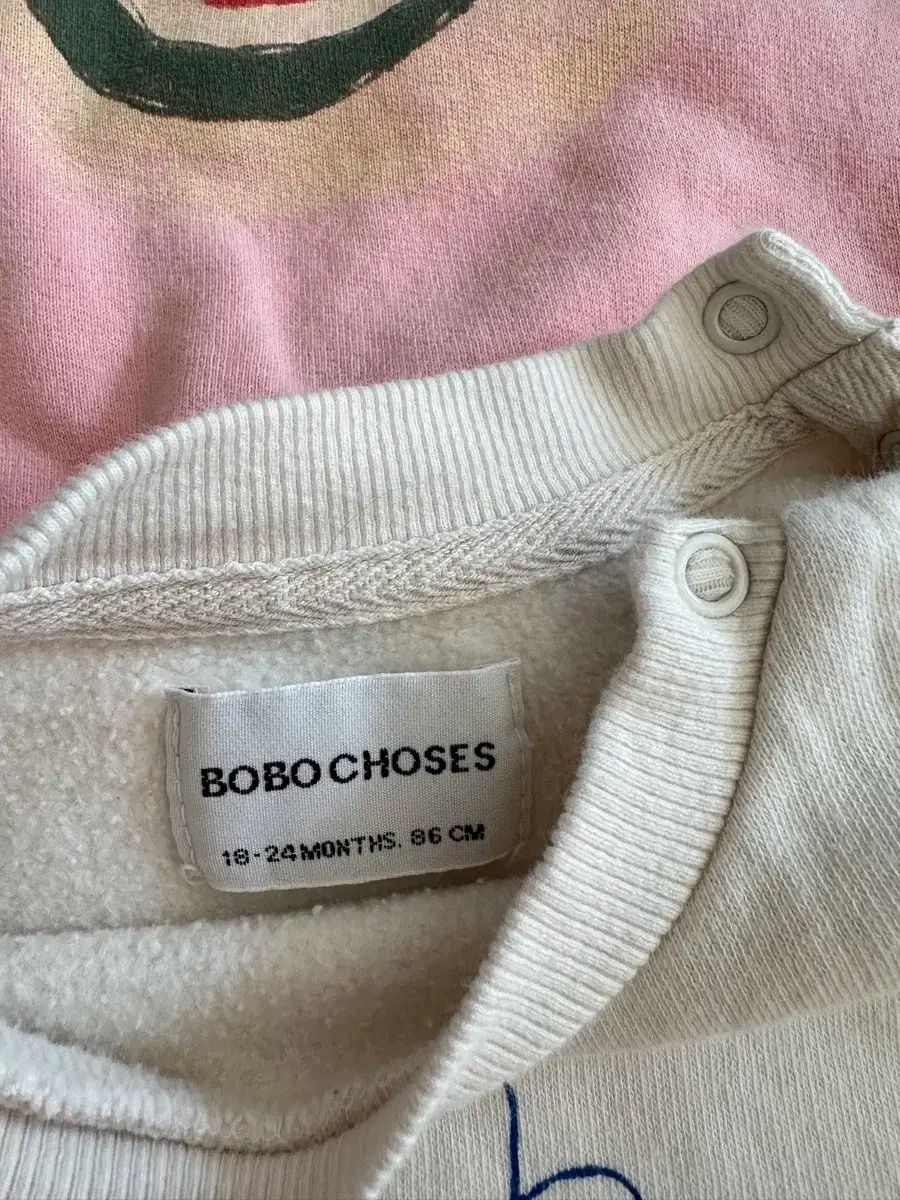 BOBO CHOSES
18-24 MONTHS. 86 CM